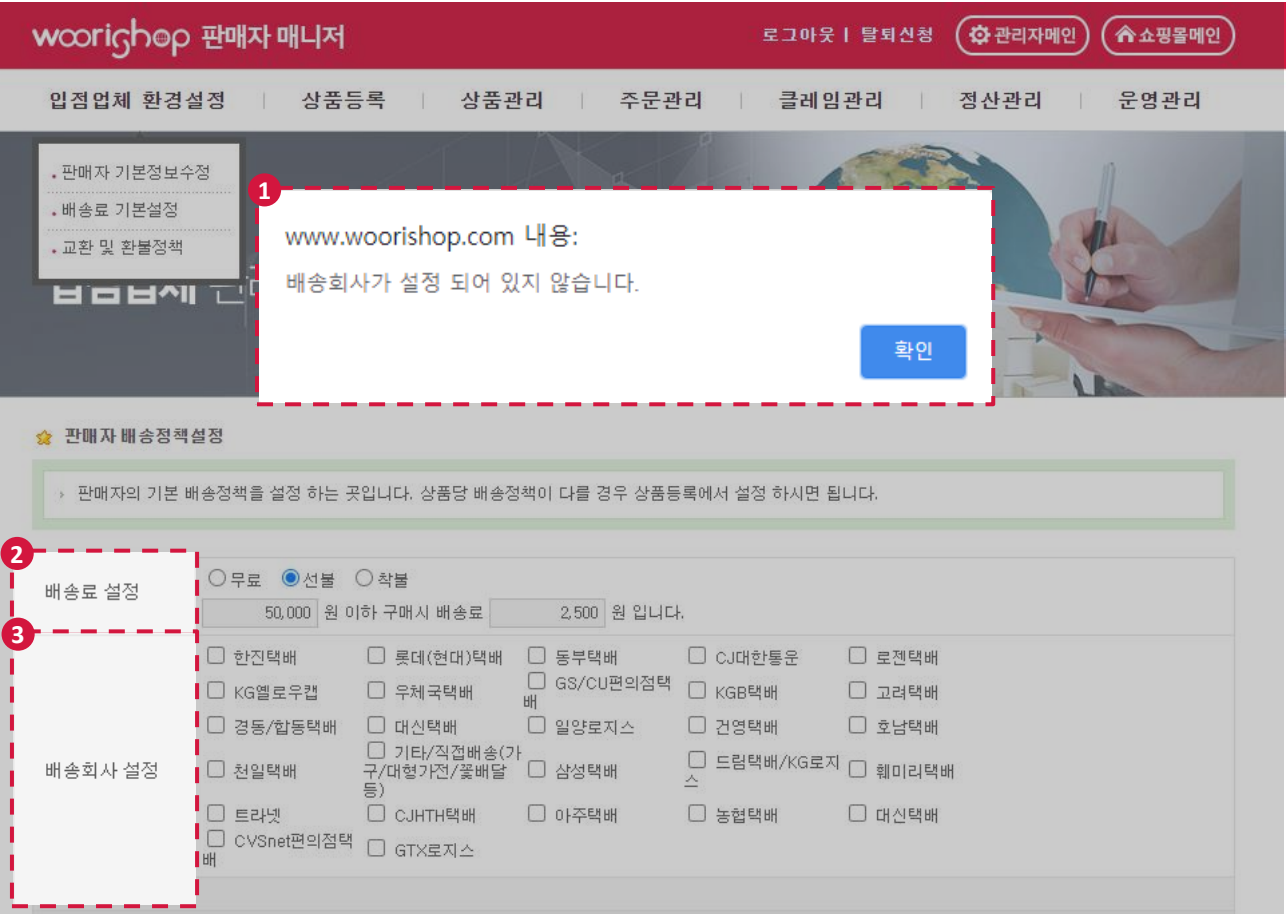 woorishop 판매자 매니저
로그아웃 | 탈퇴신청
관리자메인
쇼핑몰메인
입점업체 환경설정 | 상품등록 | 상품관리 | 주문관리 | 클레임관리 | 정산관리 | 운영관리
판매자 기본정보수정
배송료 기본설정
교환 및 환불정책
입점업체
1
www.woorishop.com 내용:
배송회사가 설정 되어 있지 않습니다.
확인
판매자 배송정책설정
› 판매자의 기본 배송정책을 설정 하는 곳입니다. 상품당 배송정책이 다를 경우 상품등록에서 설정 하시면 됩니다.
2
배송료 설정
무료 선불 착불
50,000 원 이하 구매시 배송료 2,500 원 입니다.
3
배송회사 설정
한진택배 롯데(현대)택배 동부택배 CJ대한통운 로젠택배
KG옐로우캡 우체국택배 GS/CU편의점택배 KGB택배 고려택배
경동/합동택배 대신택배 일양로지스 건영택배 호남택배
천일택배 기타/직접배송(가구/대형가전/꽃배달등) 삼성택배 드림택배/KG로지스 훼미리택배
트라넷 CJHTH택배 아주택배 농협택배 대신택배
CVSnet편의점택배 GTX로지스